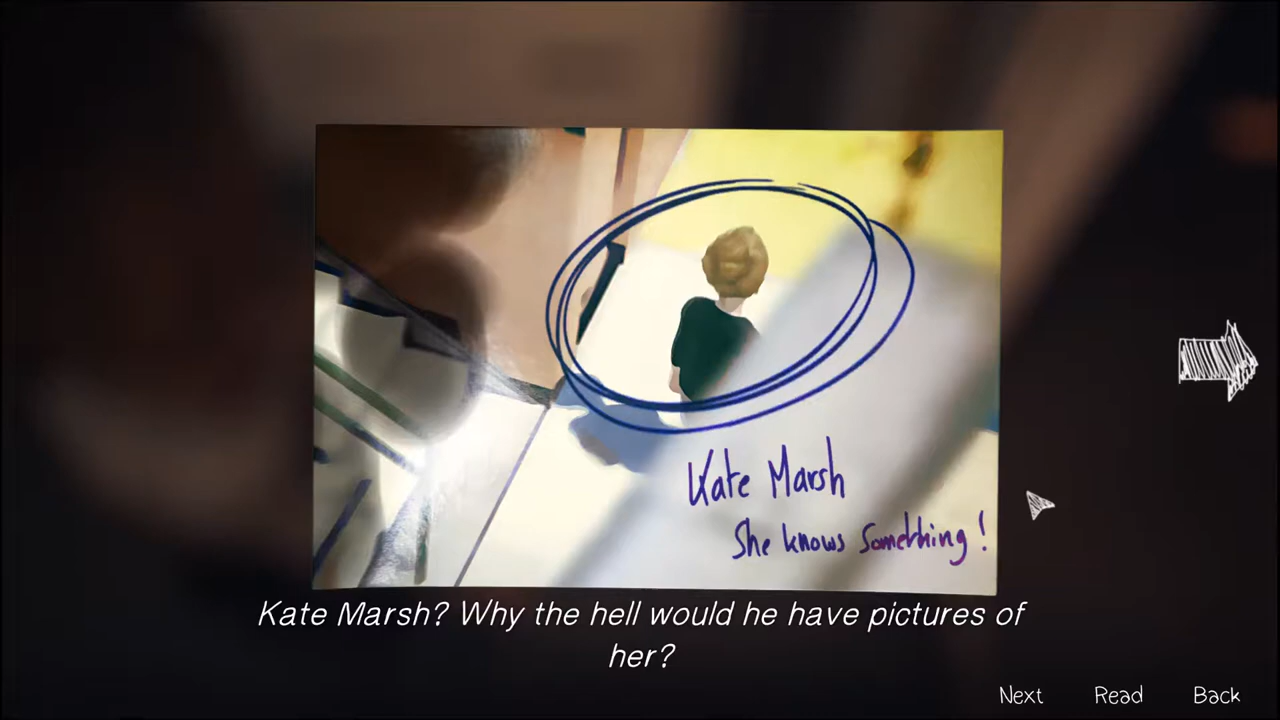 Kate Marsh
She knows something!
Kate Marsh? Why the hell would he have pictures of
her?
Next Read Back